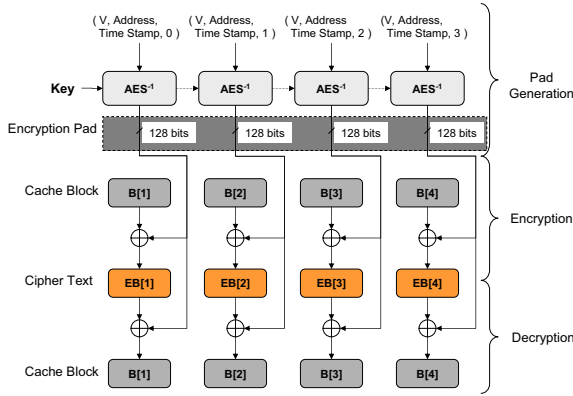 ( V, Address, Time Stamp, 0 )
( V, Address, Time Stamp, 1 )
( V, Address Time Stamp, 2 )
(V, Address, Time Stamp, 3 )
Key
AES-1
AES-1
AES-1
AES-1
Pad Generation
Encryption Pad
128 bits
128 bits
128 bits
128 bits
Cache Block
B[1]
B[2]
B[3]
B[4]
Encryption
Cipher Text
EB[1]
EB[2]
EB[3]
EB[4]
Decryption
Cache Block
B[1]
B[2]
B[3]
B[4]